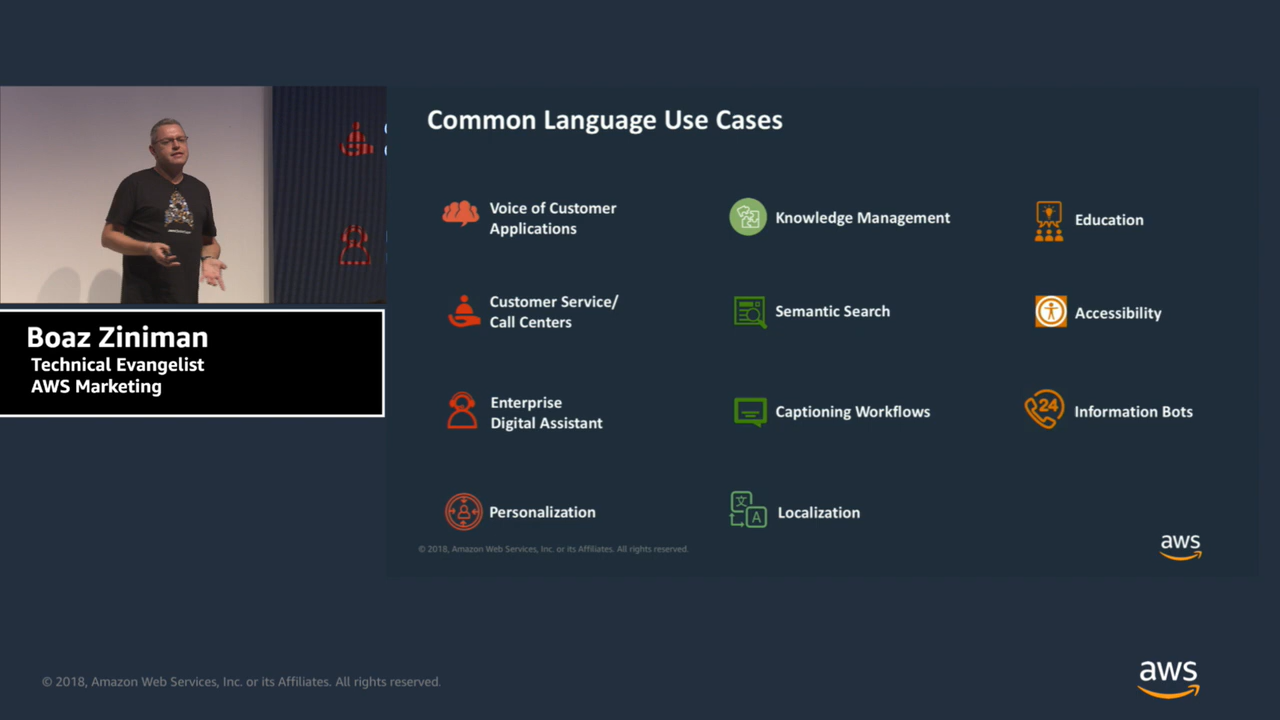 Common Language Use Cases
Voice of Customer
Applications
Knowledge Management
Education
Customer Service/
Call Centers
Semantic Search
Accessibility
Enterprise
Digital Assistant
Captioning Workflows
24
Information Bots
Personalization
文
A
Localization
© 2018, Amazon Web Services, Inc. or its Affiliates. All rights reserved.
aws
Boaz Ziniman
Technical Evangelist
AWS Marketing
© 2018, Amazon Web Services, Inc. or its Affiliates. All rights reserved.
aws